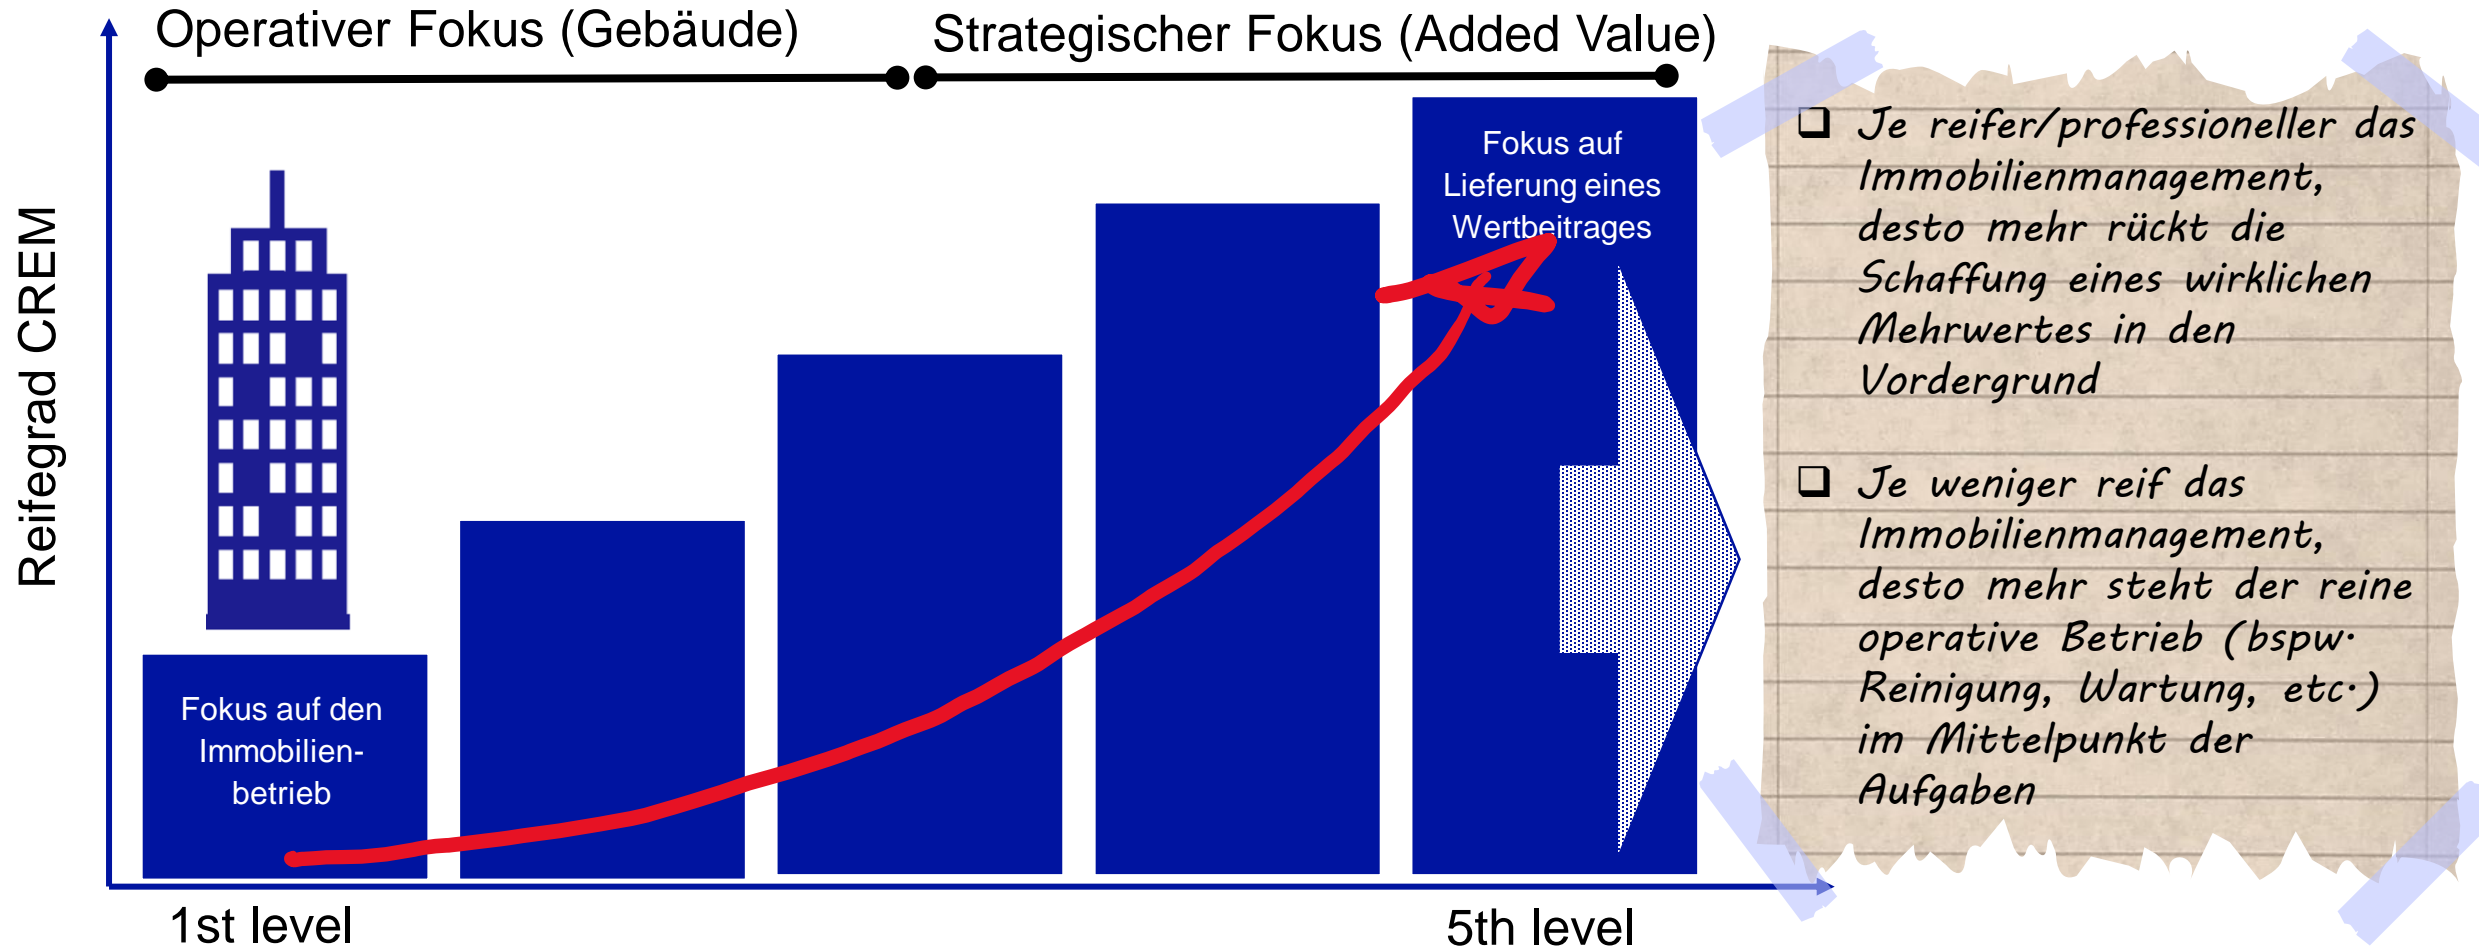 Operativer Fokus (Gebäude)
Strategischer Fokus (Added Value)
Reifegrad CREM
Fokus auf den
Immobilien-
betrieb
Fokus auf
Lieferung eines
Wertbeitrages
1st level
5th level
Je reifer/professioneller das
Immobilienmanagement,
desto mehr rückt die
Schaffung eines wirklichen
Mehrwertes in den
Vordergrund
Je weniger reif das
Immobilienmanagement,
desto mehr steht der reine
operative Betrieb (bspw.
Reinigung, Wartung, etc.)
im Mittelpunkt der
Aufgaben